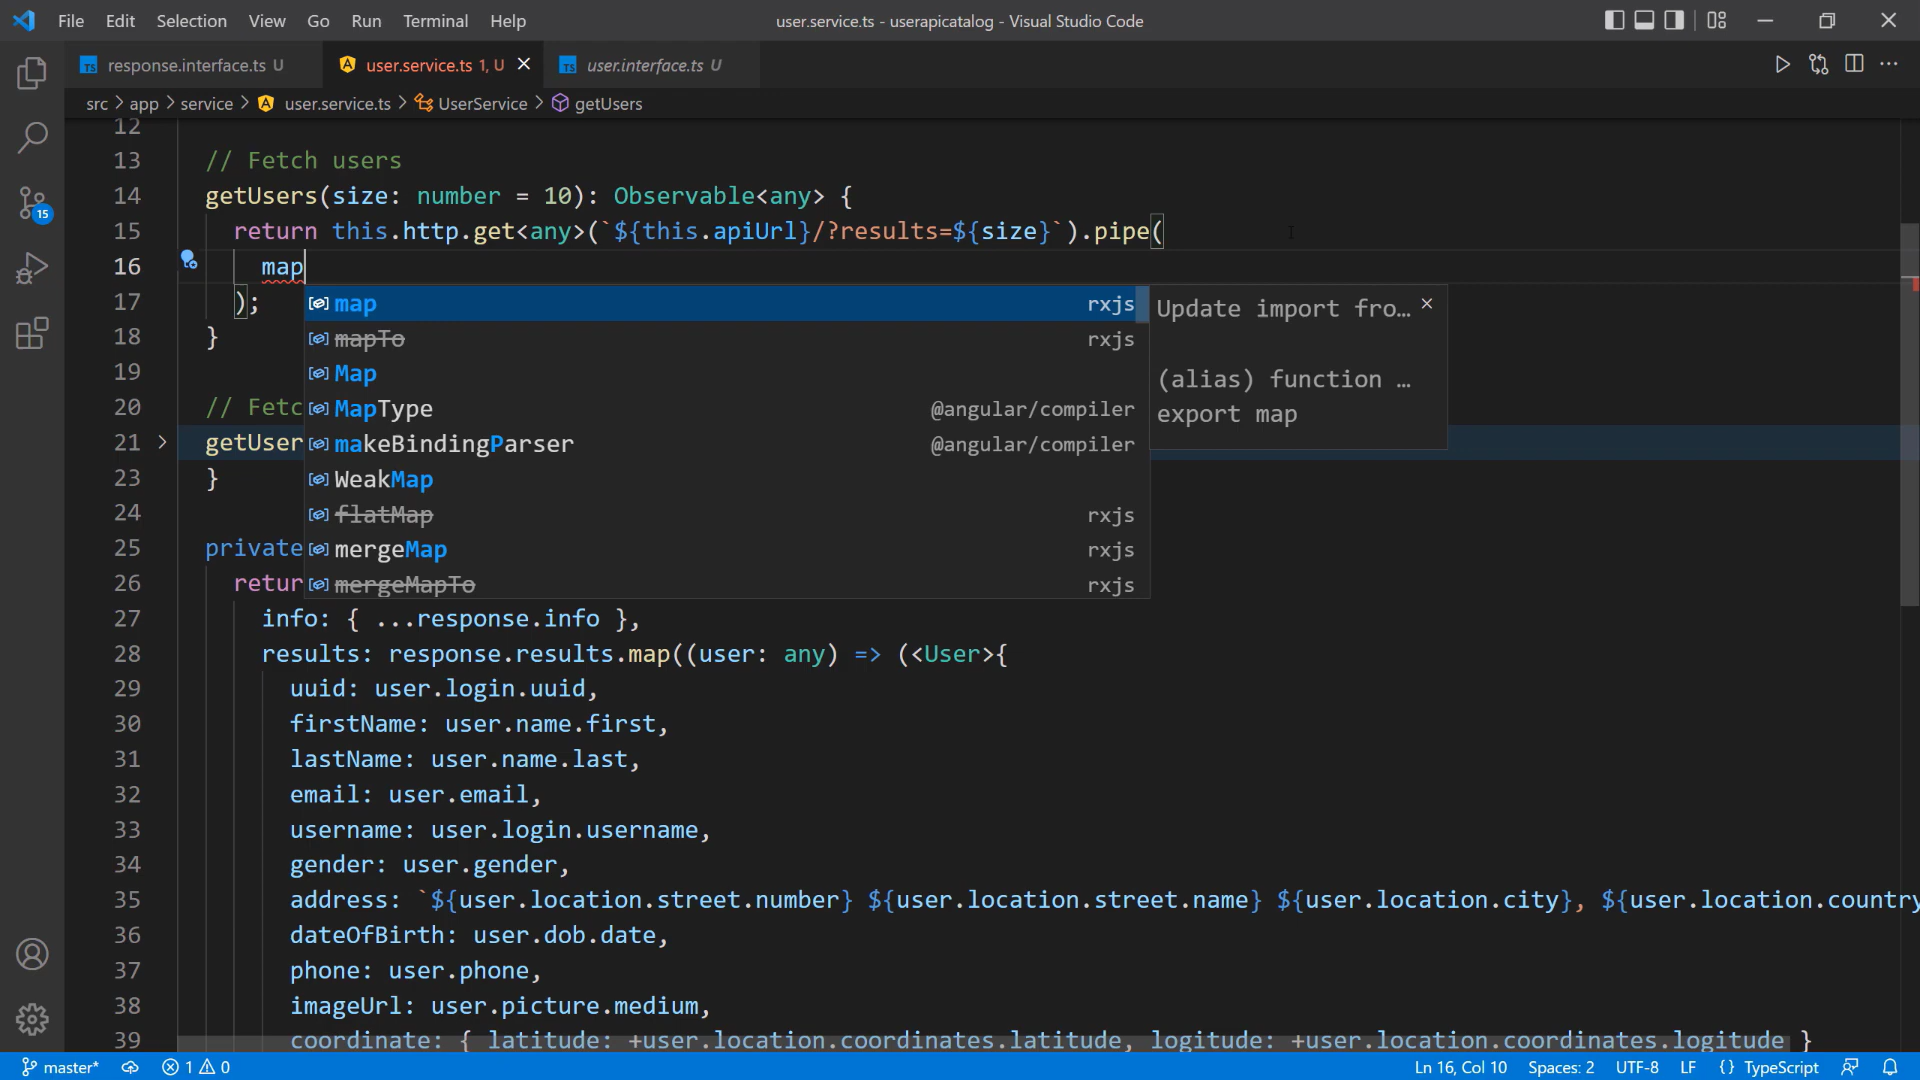 File Edit Selection View Go Run Terminal Help
user.service.ts - userapicatalog - Visual Studio Code
response.interface.ts U
user.service.ts 1, U
user.interface.ts U
src > app > service > user.service.ts > UserService > getUsers
12
13 // Fetch users
14 getUsers(size: number = 10): Observable<any> {
15 return this.http.get<any>(`${this.apiUrl}/?results=${size}`).pipe(
16 map
17 );
18 }
19
20 // Fetc
21 getUser
23 }
24
25 private
26 retur
27 info: { ...response.info },
28 results: response.results.map((user: any) => (<User>{
29 uuid: user.login.uuid,
30 firstName: user.name.first,
31 lastName: user.name.last,
32 email: user.email,
33 username: user.login.username,
34 gender: user.gender,
35 address: `${user.location.street.number} ${user.location.street.name} ${user.location.city}, ${user.location.country
36 dateOfBirth: user.dob.date,
37 phone: user.phone,
38 imageUrl: user.picture.medium,
39 coordinate: { latitude: +user.location.coordinates.latitude, logitude: +user.location.coordinates.logitude }
map rxjs
mapTo rxjs
Map
MapType @angular/compiler
makeBindingParser @angular/compiler
WeakMap
flatMap rxjs
mergeMap rxjs
mergeMapTo rxjs
Update import fro…
(alias) function …
export map
15
master* 1 0
Ln 16, Col 10 Spaces: 2 UTF-8 LF {} TypeScript